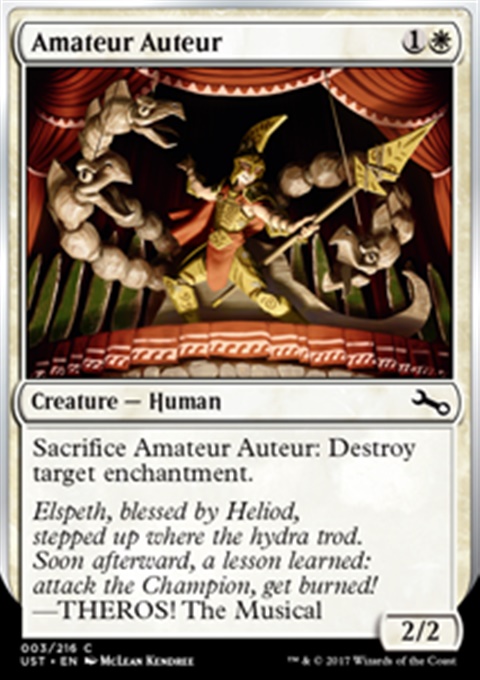 Amateur Auteur 1
Creature — Human
Sacrifice Amateur Auteur: Destroy
target enchantment.
Elspeth, blessed by Heliod,
stepped up where the hydra trod.
Soon afterward, a lesson learned:
attack the Champion, get burned!
—THEROS! The Musical
2/2
003/216 C
UST • EN McLean Kendree
™ & © 2017 Wizards of the Coast